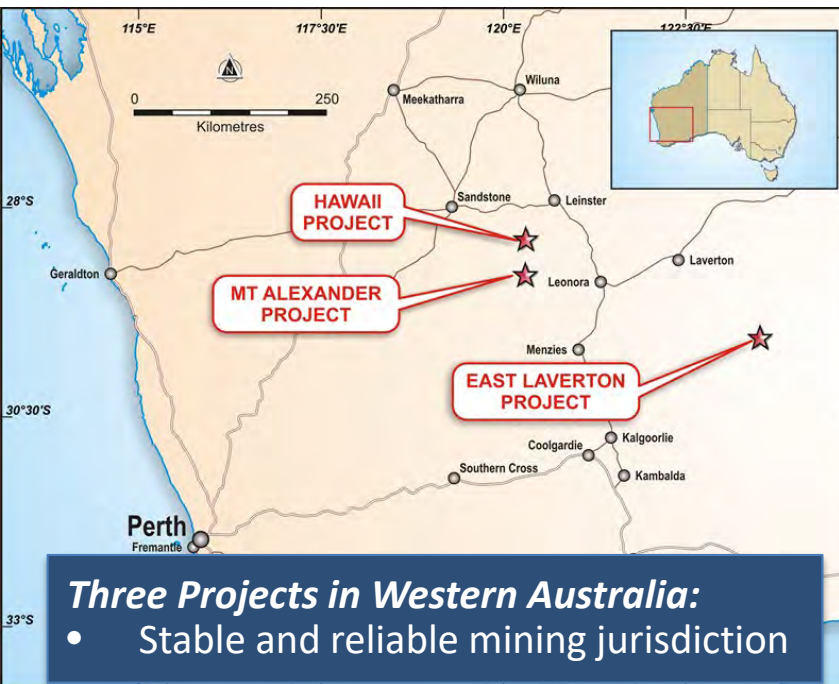 115°E 117°30'E 120°E 122°30'E
N
0 250
Kilometres
Wiluna
Meekatharra
28°S
Sandstone
Leinster
HAWAII
PROJECT
Geraldton
Laverton
Leonora
MT ALEXANDER
PROJECT
Menzies
EAST LAVERTON
PROJECT
30°30'S
Coolgardie
Kalgoorlie
Southern Cross
Kambalda
Perth
Fremantle
Three Projects in Western Australia:
33°S
• Stable and reliable mining jurisdiction